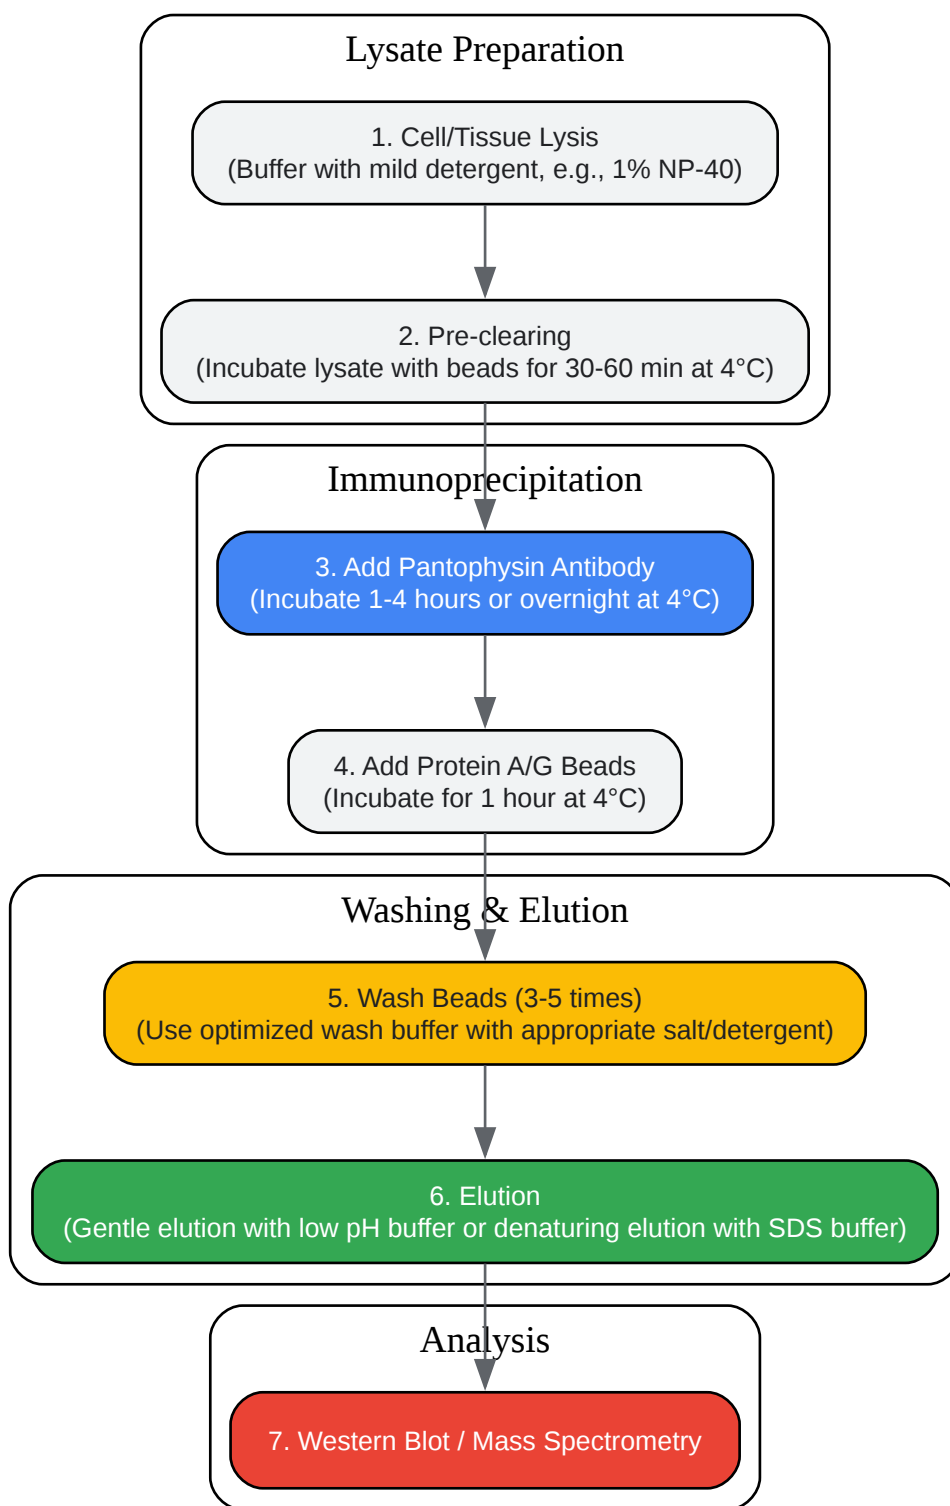 Lysate Preparation
1. Cell/Tissue Lysis
(Buffer with mild detergent, e.g., 1% NP-40)
2. Pre-clearing
(Incubate lysate with beads for 30-60 min at 4°C)
Immunoprecipitation
3. Add Pantophysin Antibody
(Incubate 1-4 hours or overnight at 4°C)
4. Add Protein A/G Beads
(Incubate for 1 hour at 4°C)
Washing & Elution
5. Wash Beads (3-5 times)
(Use optimized wash buffer with appropriate salt/detergent)
6. Elution
(Gentle elution with low pH buffer or denaturing elution with SDS buffer)
Analysis
7. Western Blot / Mass Spectrometry